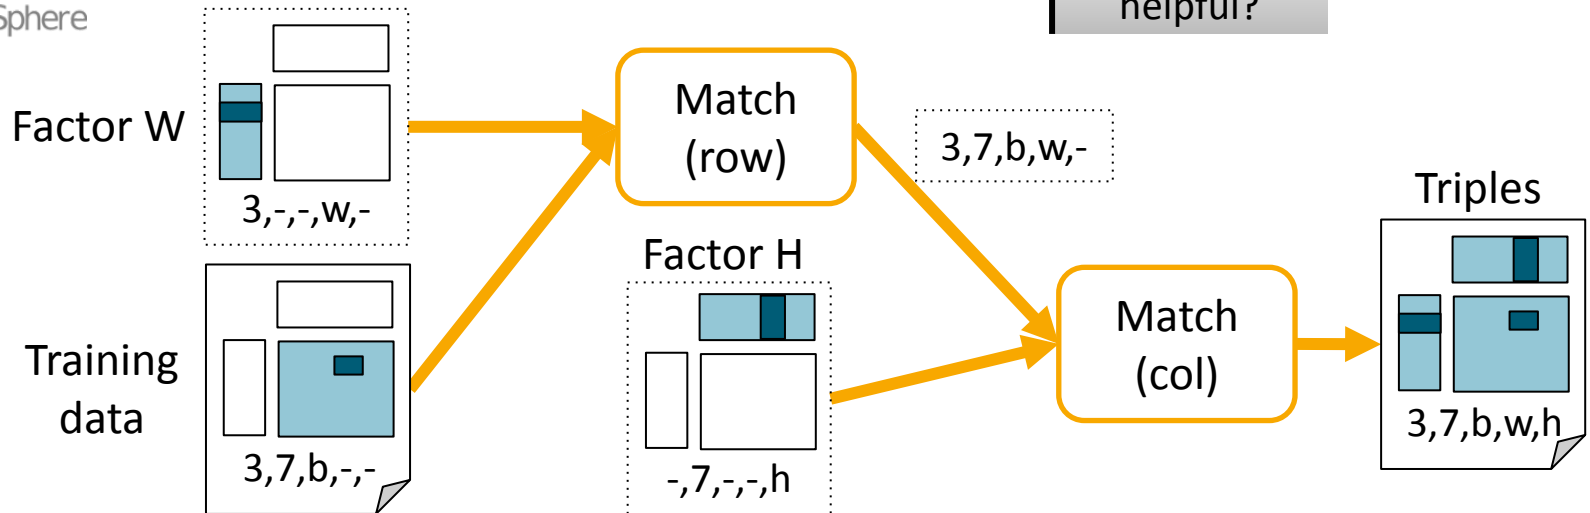 Sphere
helpful?
Factor W
3,-,-,w,-
Match
(row)
3,7,b,w,-
Training
data
3,7,b,-,-
Factor H
-,7,-,-,h
Match
(col)
Triples
3,7,b,w,h